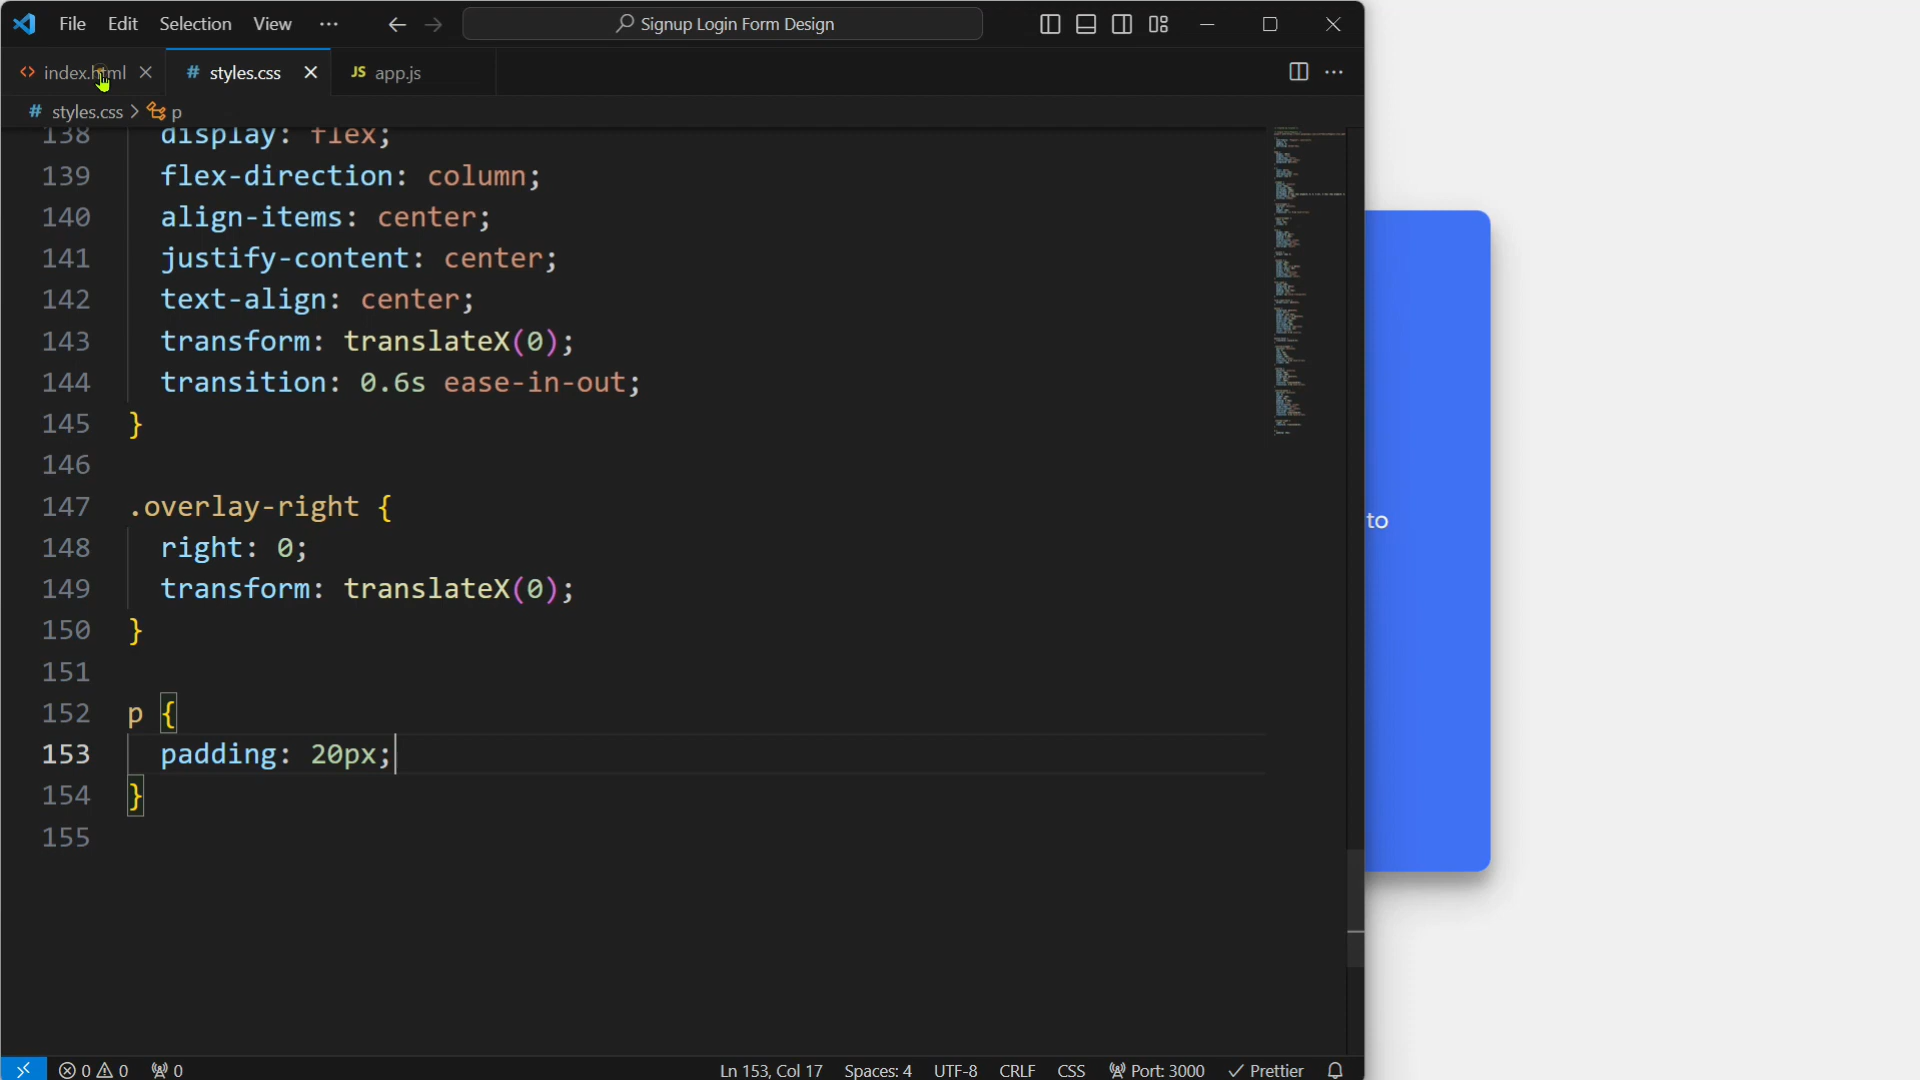 File Edit Selection View ··· Signup Login Form Design
index.html # styles.css JS app.js
# styles.css > p
138 display: flex;
139 flex-direction: column;
140 align-items: center;
141 justify-content: center;
142 text-align: center;
143 transform: translateX(0);
144 transition: 0.6s ease-in-out;
145 }
146
147 .overlay-right {
148 right: 0;
149 transform: translateX(0);
150 }
151
152 p {
153 padding: 20px;
154 }
155
to
0 0 0 Ln 153, Col 17 Spaces: 4 UTF-8 CRLF CSS Port: 3000 Prettier